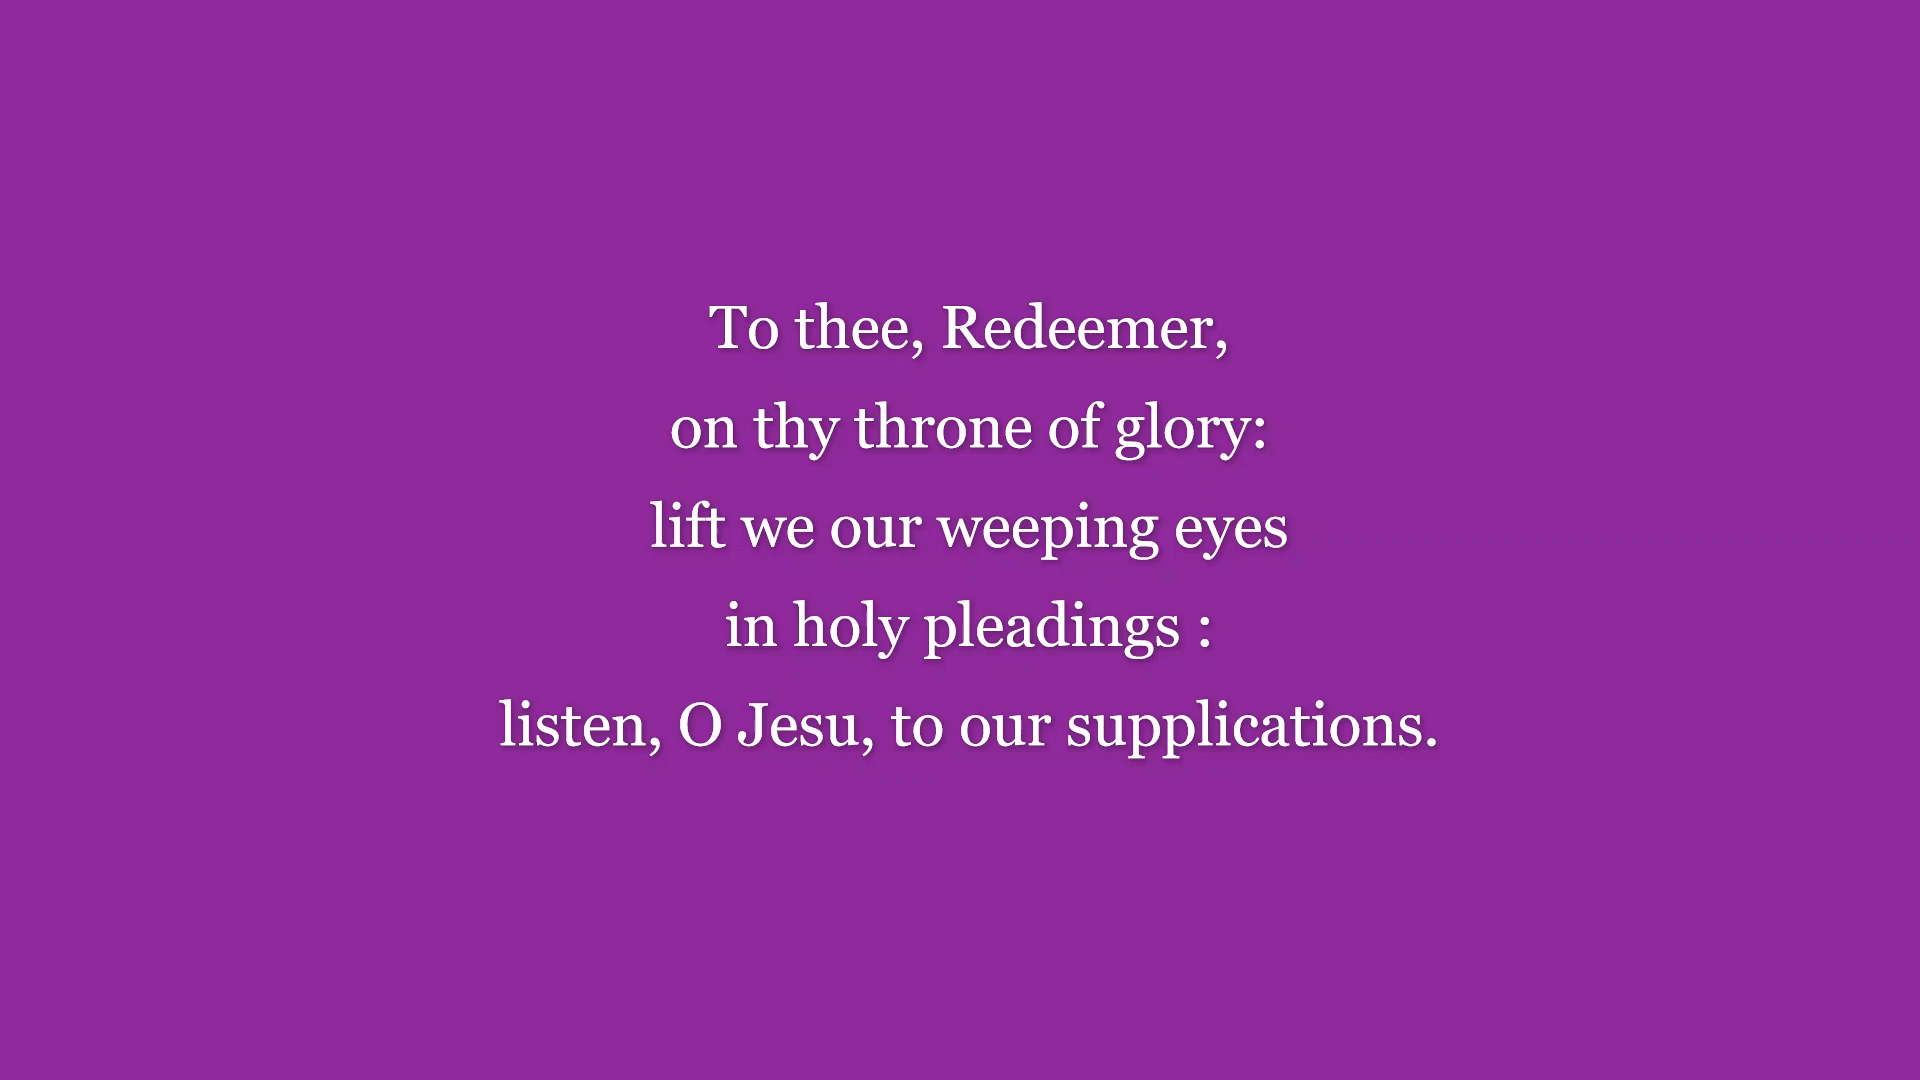 To thee, Redeemer,
on thy throne of glory:
lift we our weeping eyes
in holy pleadings :
listen, O Jesu, to our supplications.